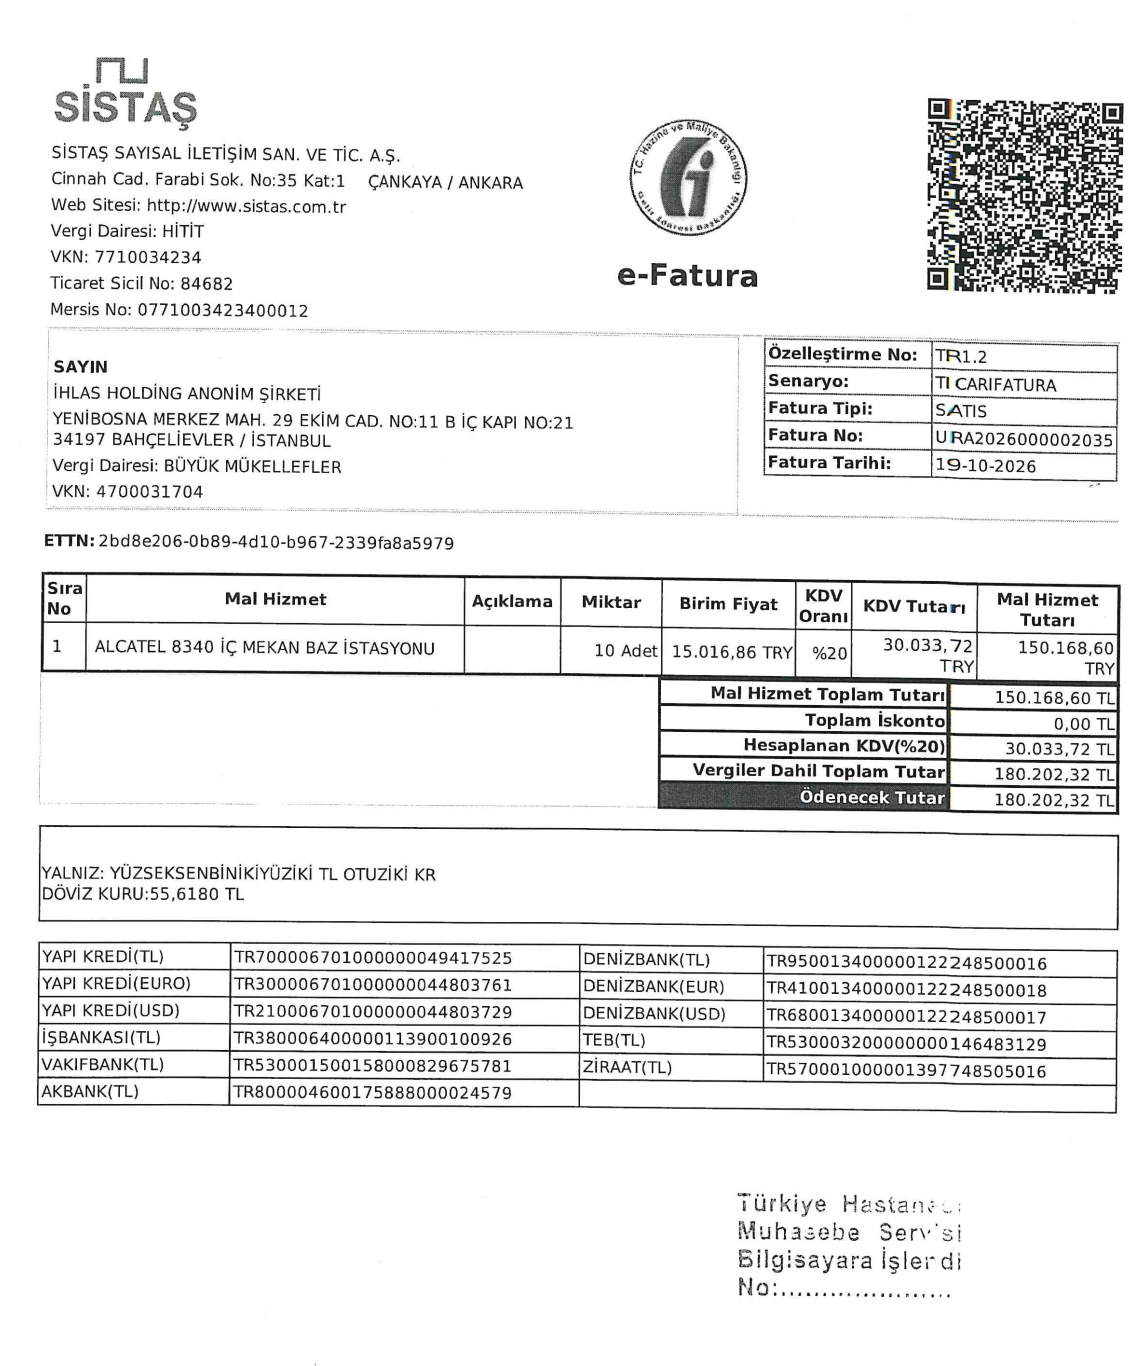 SİSTAŞ
SİSTAŞ SAYISAL İLETİŞİM SAN. VE TİC. A.Ş.
Cinnah Cad. Farabi Sok. No:35 Kat:1 ÇANKAYA / ANKARA
Web Sitesi: http://www.sistas.com.tr
Vergi Dairesi: HİTİT
VKN: 7710034234
Ticaret Sicil No: 84682
Mersis No: 0771003423400012
T.C. Hazine ve Maliye Bakanlığı
Gelir İdaresi Başkanlığı
e-Fatura
SAYIN
İHLAS HOLDİNG ANONİM ŞİRKETİ
YENİBOSNA MERKEZ MAH. 29 EKİM CAD. NO:11 B İÇ KAPI NO:21
34197 BAHÇELİEVLER / İSTANBUL
Vergi Dairesi: BÜYÜK MÜKELLEFLER
VKN: 4700031704
Özelleştirme No: TR1.2
Senaryo: TICARIFATURA
Fatura Tipi: SATIS
Fatura No: URA2026000002035
Fatura Tarihi: 19-10-2026
ETTN: 2bd8e206-0b89-4d10-b967-2339fa8a5979
Sıra No Mal Hizmet Açıklama Miktar Birim Fiyat KDV Oranı KDV Tutarı Mal Hizmet Tutarı
1 ALCATEL 8340 İÇ MEKAN BAZ İSTASYONU 10 Adet 15.016,86 TRY %20 30.033,72 TRY 150.168,60 TRY
Mal Hizmet Toplam Tutarı 150.168,60 TL
Toplam İskonto 0,00 TL
Hesaplanan KDV(%20) 30.033,72 TL
Vergiler Dahil Toplam Tutar 180.202,32 TL
Ödenecek Tutar 180.202,32 TL
YALNIZ: YÜZSEKSENBİNİKİYÜZİKİ TL OTUZİKİ KR
DÖVİZ KURU:55,6180 TL
YAPI KREDİ(TL) TR700006701000000049417525 DENİZBANK(TL) TR950013400000122248500016
YAPI KREDİ(EURO) TR300006701000000044803761 DENİZBANK(EUR) TR410013400000122248500018
YAPI KREDİ(USD) TR210006701000000044803729 DENİZBANK(USD) TR680013400000122248500017
İŞBANKASI(TL) TR380006400000113900100926 TEB(TL) TR530003200000000146483129
VAKIFBANK(TL) TR530001500158000829675781 ZİRAAT(TL) TR570001000001397748505016
AKBANK(TL) TR800004600175888000024579
Türkiye Hastanesi
Muhasebe Servisi
Bilgisayara İşlendi
No:......................